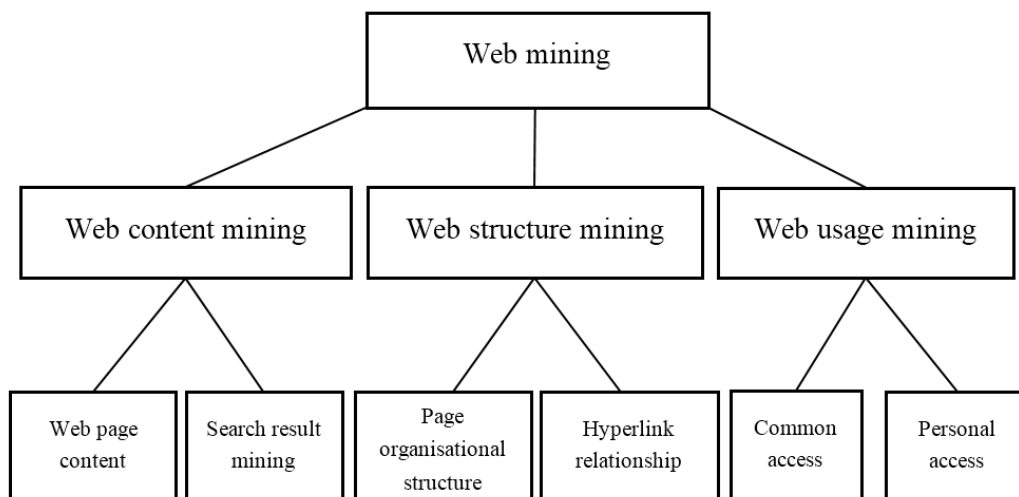 Web mining
Web content mining
Web structure mining
Web usage mining
Web page
content
Search result
mining
Page
organisational
structure
Hyperlink
relationship
Common
access
Personal
access